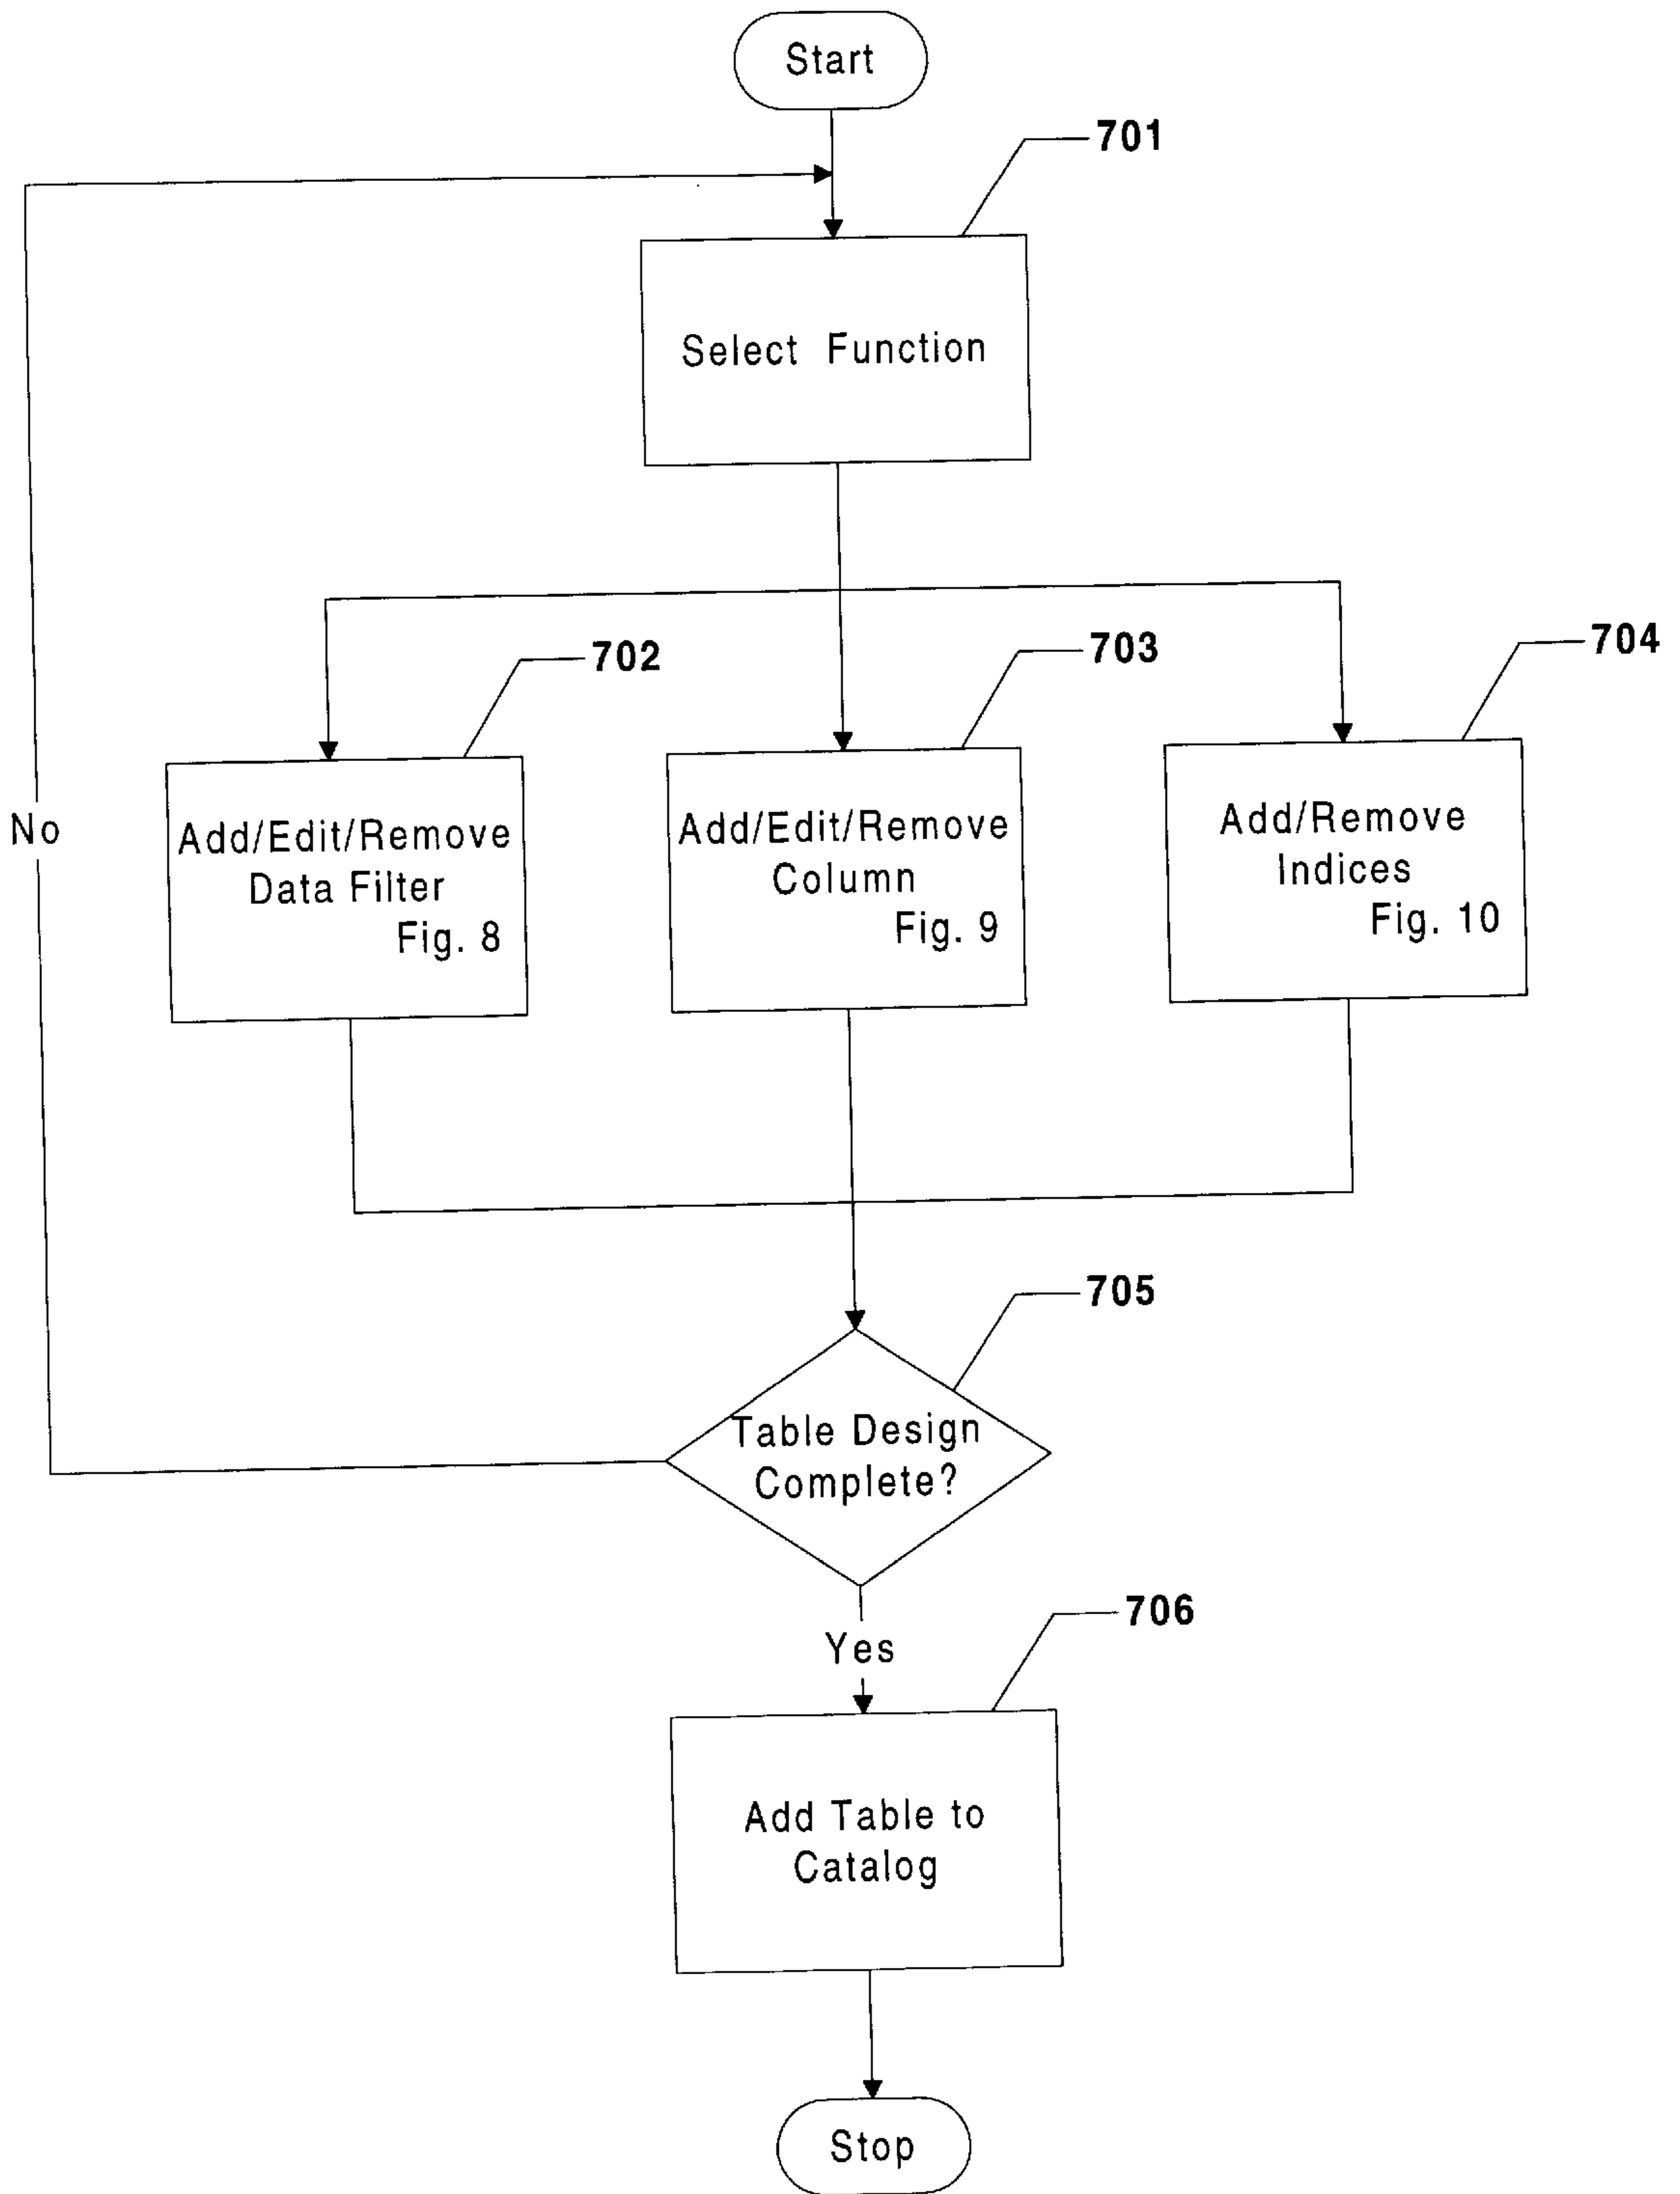 Start
701
Select Function
702
703
704
Add/Edit/Remove
Data Filter
Fig. 8
Add/Edit/Remove
Column
Fig. 9
Add/Remove
Indices
Fig. 10
No
705
Table Design
Complete?
Yes
706
Add Table to
Catalog
Stop